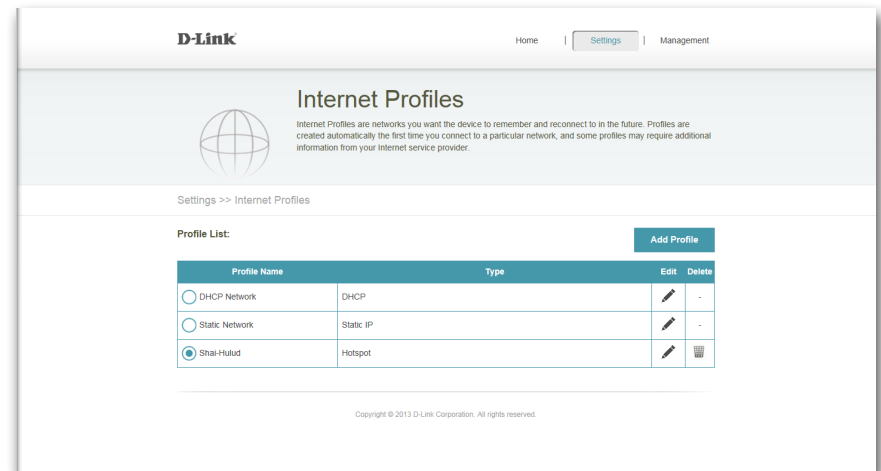 D-Link
Home | Settings | Management
Internet Profiles
Internet Profiles are networks you want the device to remember and reconnect to in the future. Profiles are
created automatically the first time you connect to a particular network, and some profiles may require additional
information from your Internet service provider.
Settings >> Internet Profiles
Profile List:
Add Profile
Profile Name Type Edit Delete
DHCP Network DHCP -
Static Network Static IP -
Shai-Hulud Hotspot
Copyright © 2013 D-Link Corporation. All rights reserved.